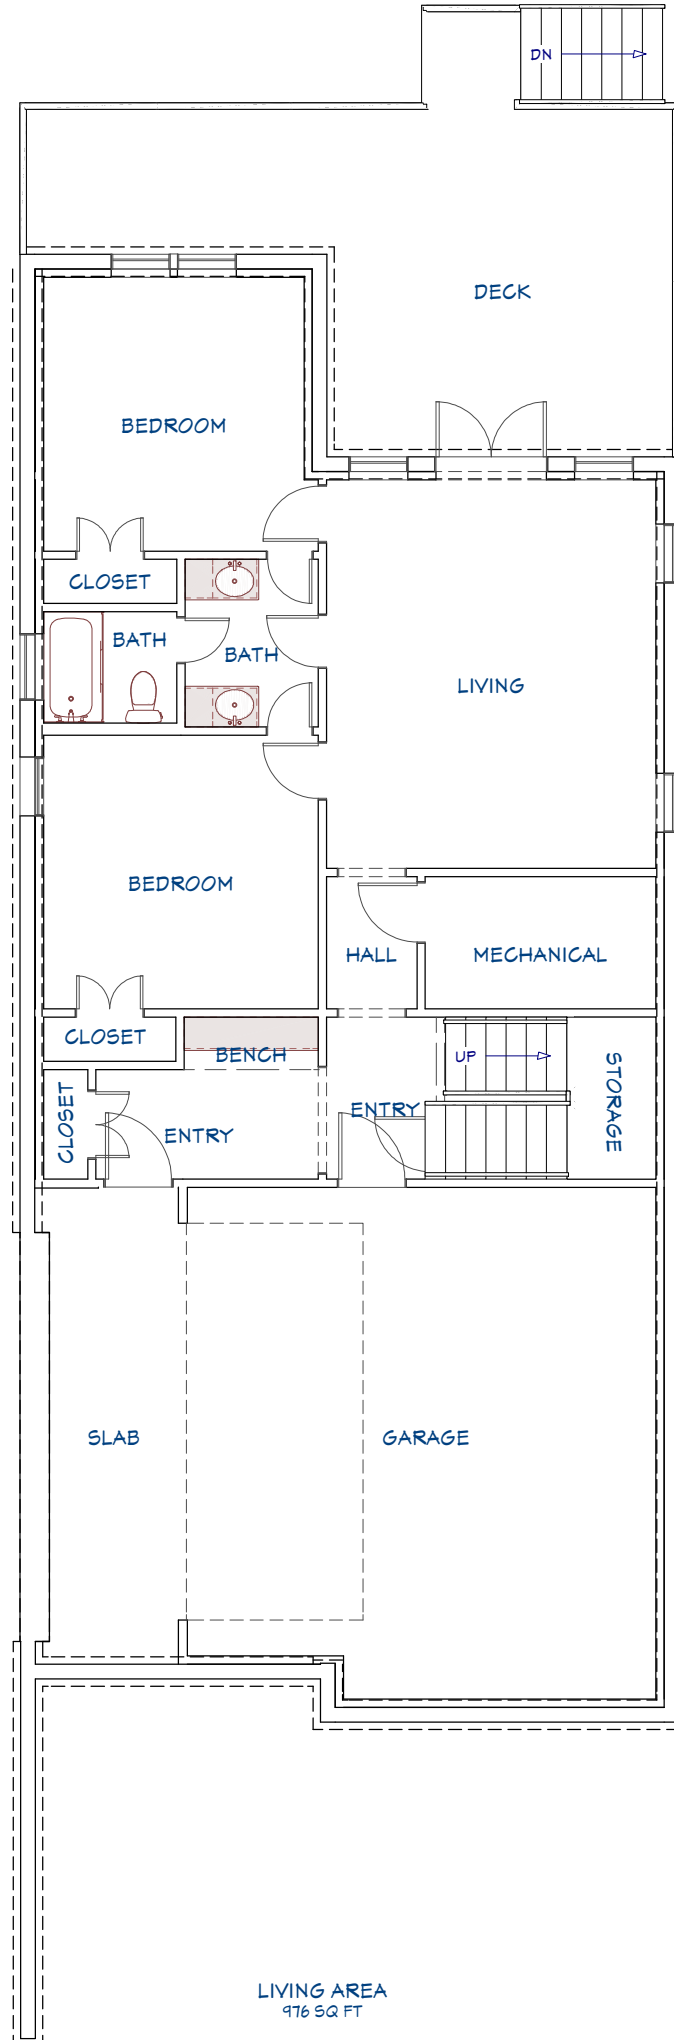 DN
DECK
BEDROOM
CLOSET
BATH
BATH
LIVING
BEDROOM
HALL
MECHANICAL
CLOSET
BENCH
UP
STORAGE
CLOSET
ENTRY
ENTRY
SLAB
GARAGE
LIVING AREA
976 SQ FT